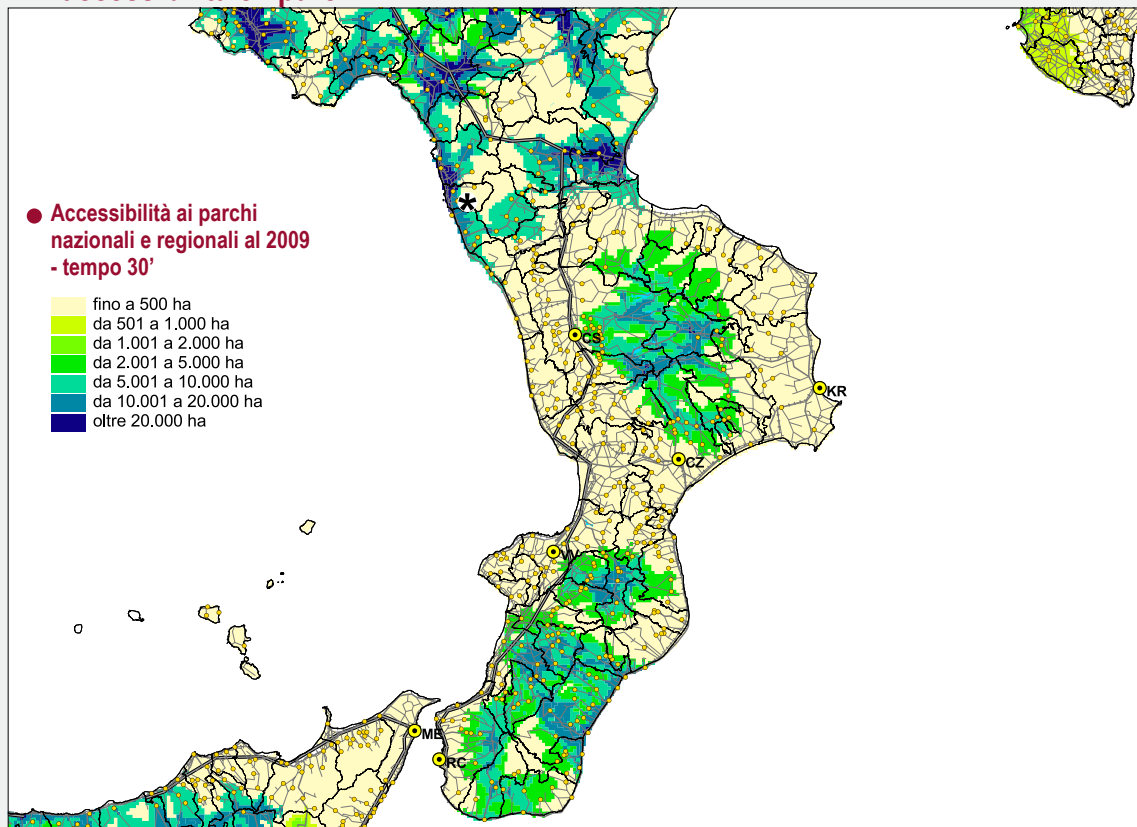 Accessibilità ai parchi
nazionali e regionali al 2009
- tempo 30'
fino a 500 ha
da 501 a 1.000 ha
da 1.001 a 2.000 ha
da 2.001 a 5.000 ha
da 5.001 a 10.000 ha
da 10.001 a 20.000 ha
oltre 20.000 ha
*
CS
KR
CZ
VV
ME
RC